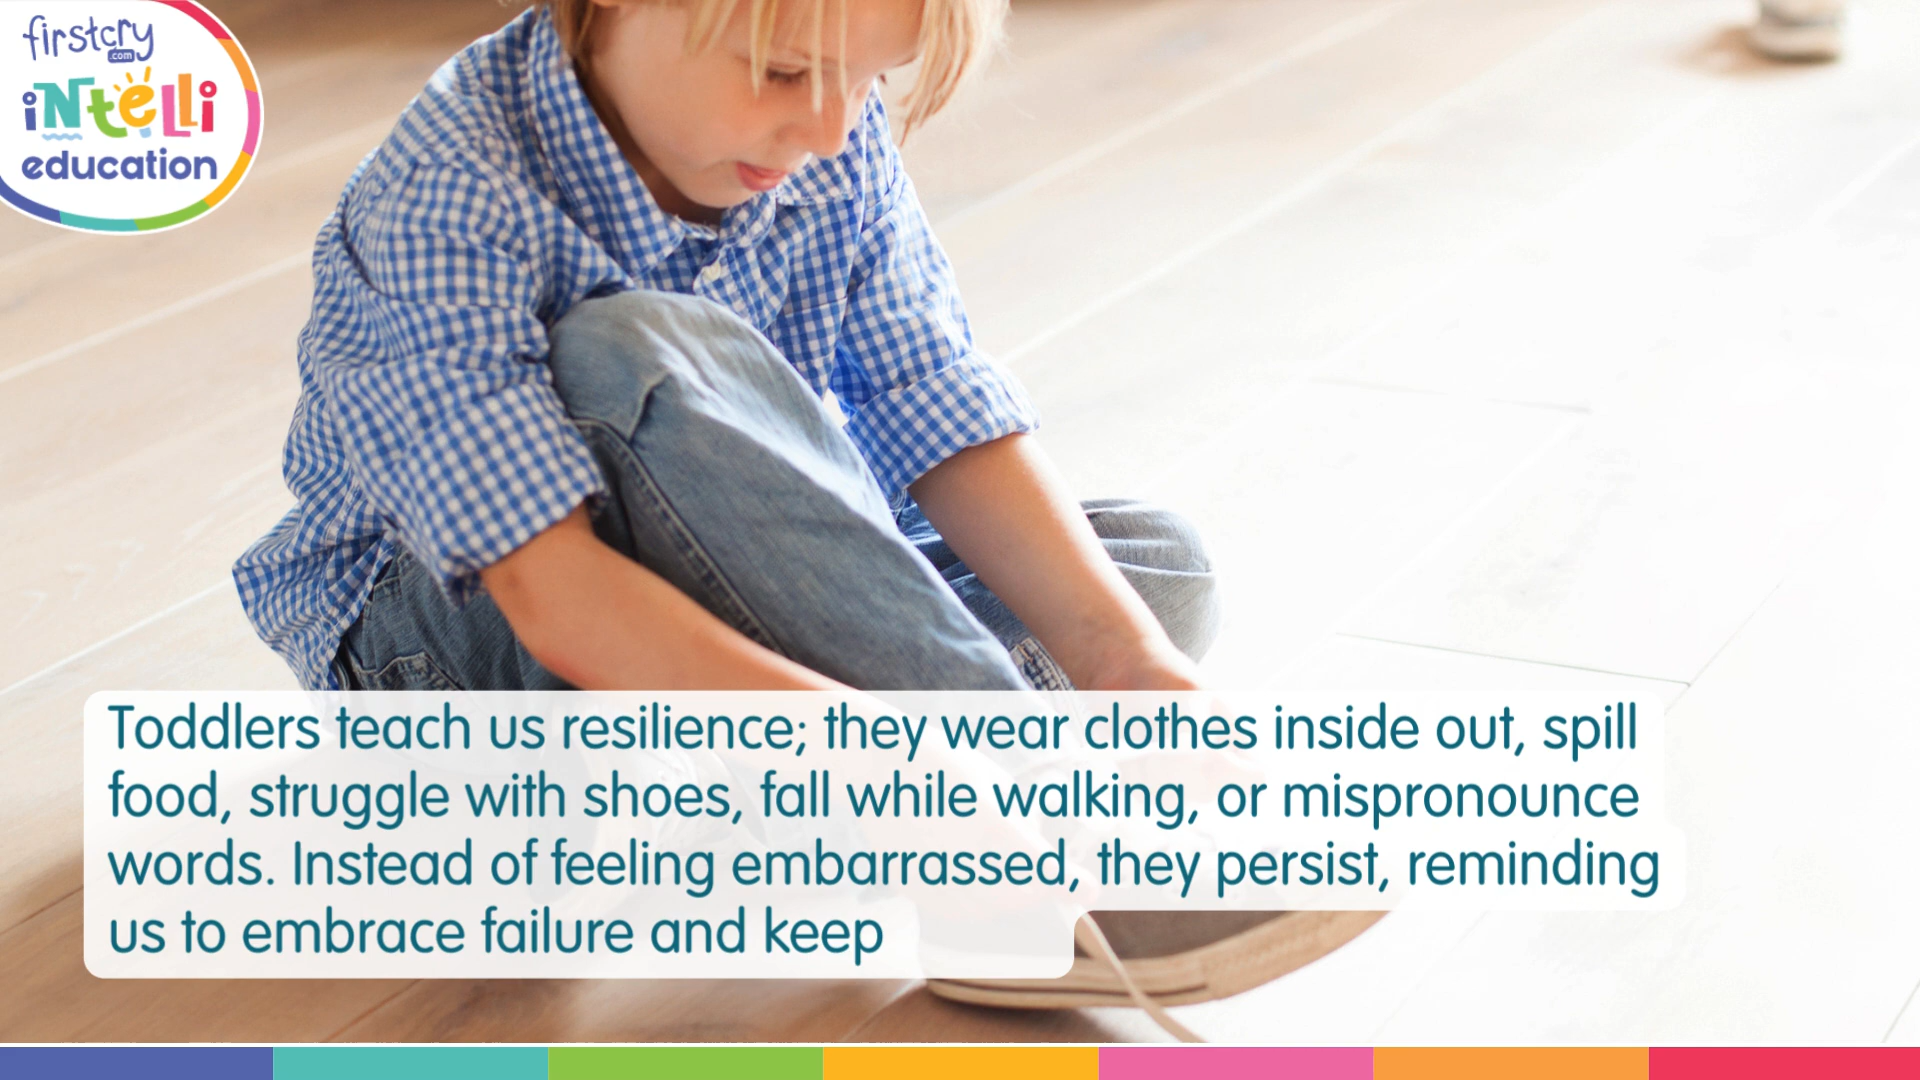 firstcry
.com
iNtelli
education
Toddlers teach us resilience; they wear clothes inside out, spill
food, struggle with shoes, fall while walking, or mispronounce
words. Instead of feeling embarrassed, they persist, reminding
us to embrace failure and keep